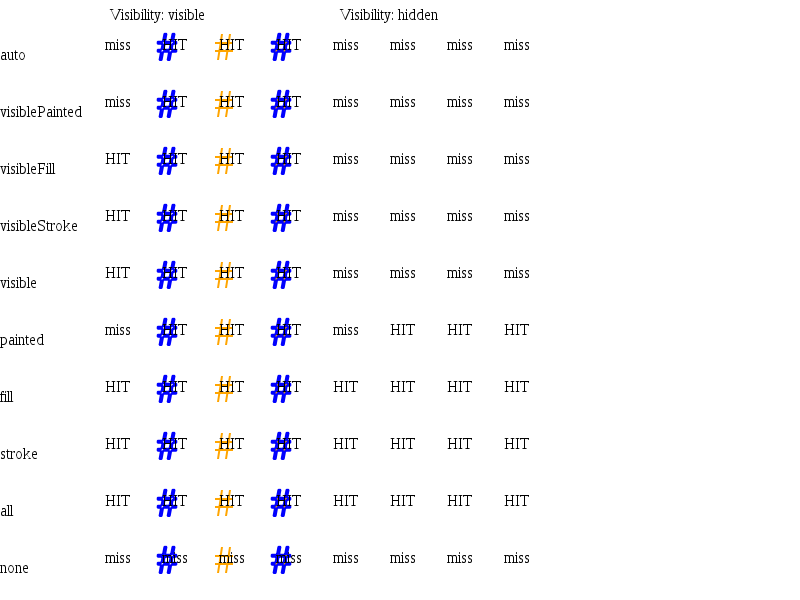 Visibility: visible Visibility: hidden
auto miss # HIT # HIT # HIT miss miss miss miss
visiblePainted miss # HIT # HIT # HIT miss miss miss miss
visibleFill HIT # HIT # HIT # HIT miss miss miss miss
visibleStroke HIT # HIT # HIT # HIT miss miss miss miss
visible HIT # HIT # HIT # HIT miss miss miss miss
painted miss # HIT # HIT # HIT miss HIT HIT HIT
fill HIT # HIT # HIT # HIT HIT HIT HIT HIT
stroke HIT # HIT # HIT # HIT HIT HIT HIT HIT
all HIT # HIT # HIT # HIT HIT HIT HIT HIT
none miss # miss # miss # miss miss miss miss miss